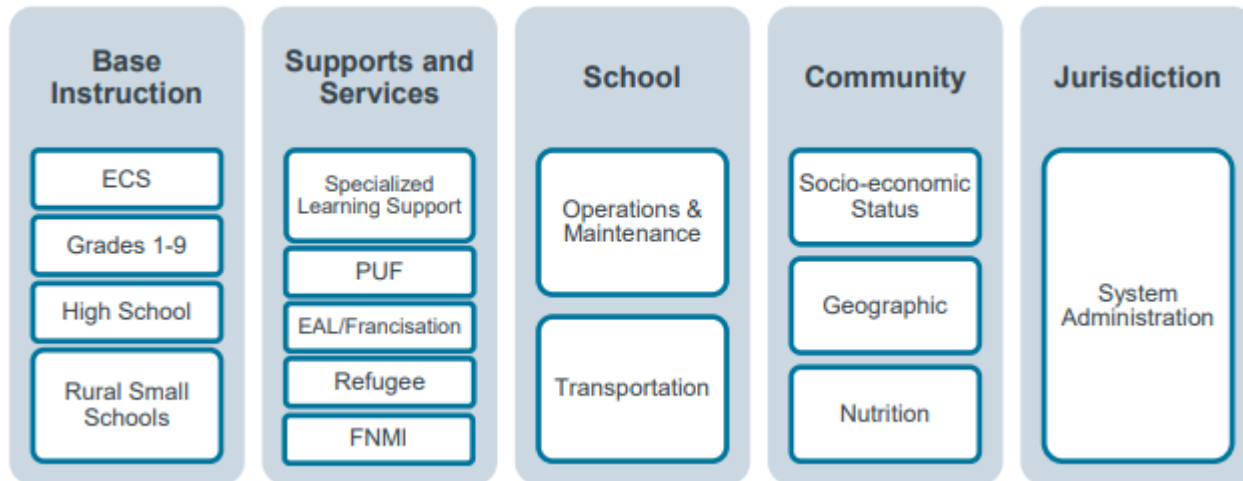 Base
Instruction
ECS
Grades 1-9
High School
Rural Small
Schools
Supports and
Services
Specialized
Learning Support
PUF
EAL/Francisation
Refugee
FNMI
School
Operations &
Maintenance
Transportation
Community
Socio-economic
Status
Geographic
Nutrition
Jurisdiction
System
Administration